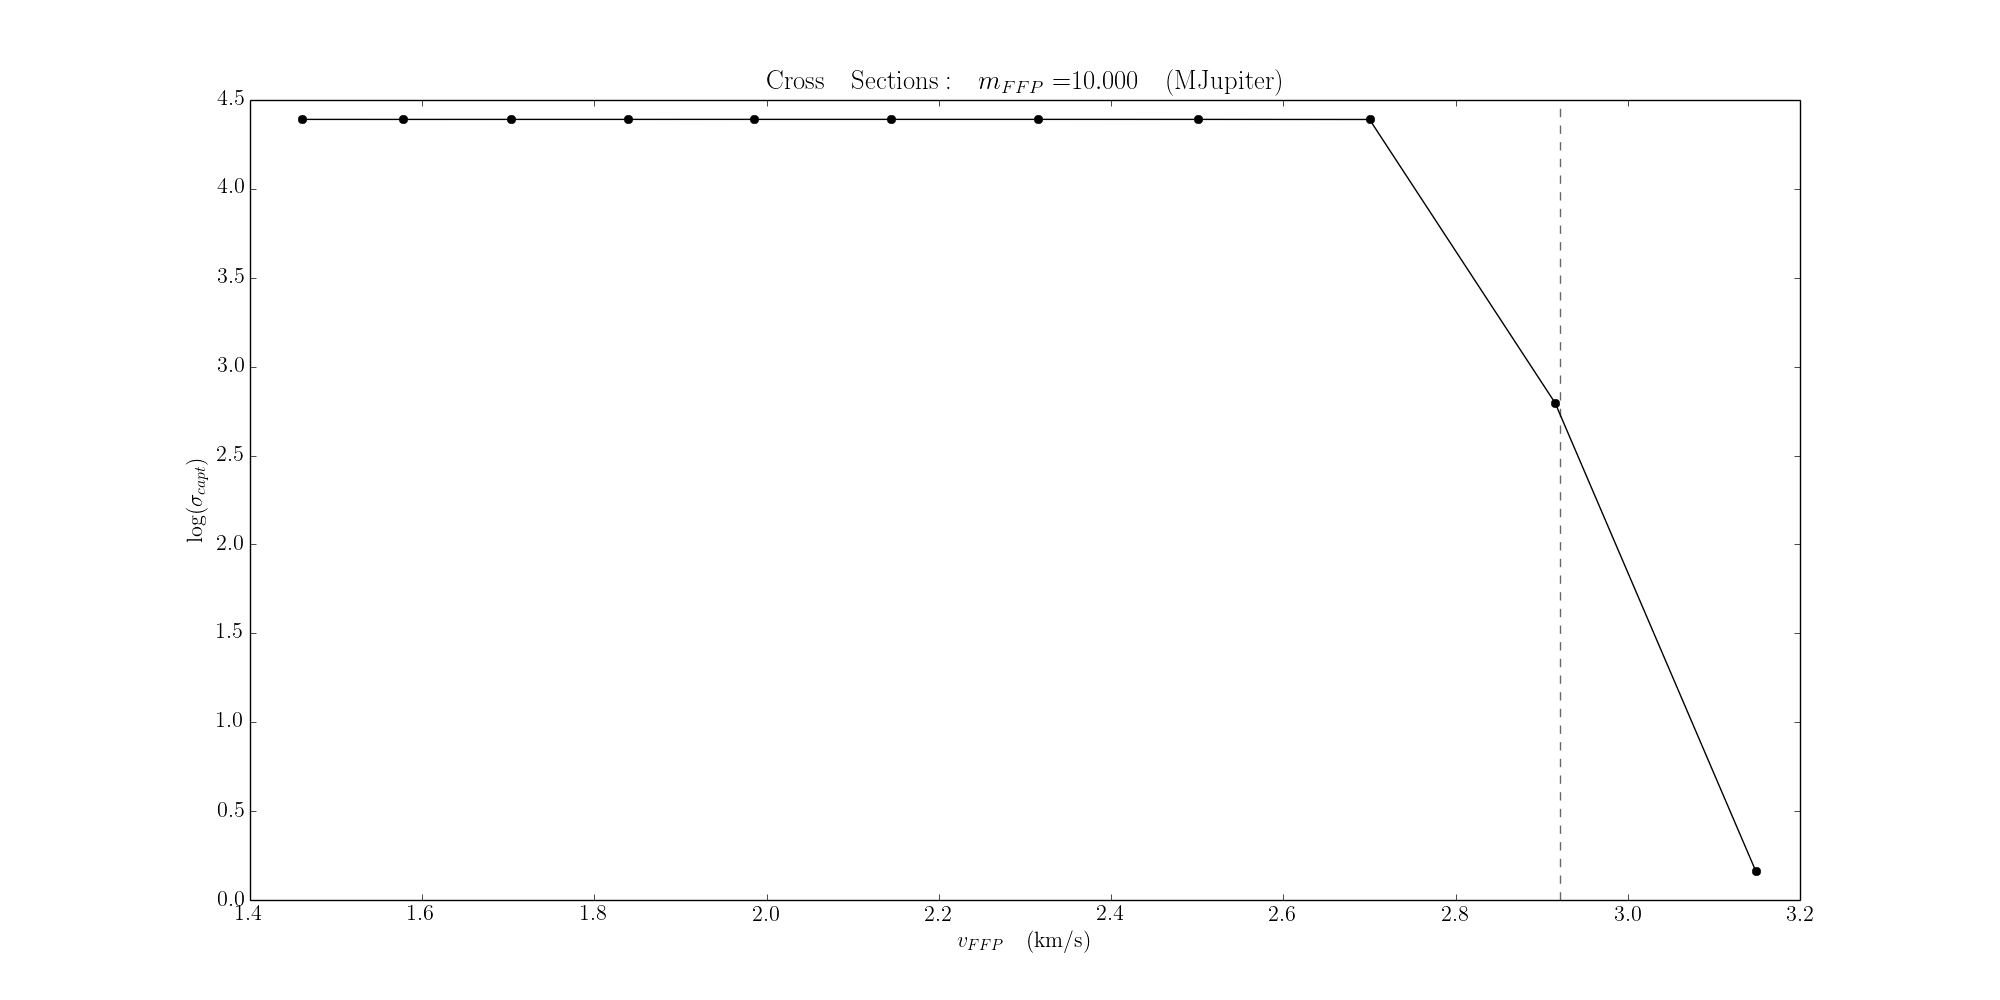 Cross Sections : m_FFP =10.000 (MJupiter)
4.5
4.0
3.5
3.0
2.5
2.0
1.5
1.0
0.5
0.0
log(σ_capt)
1.4 1.6 1.8 2.0 2.2 2.4 2.6 2.8 3.0 3.2
v_FFP (km/s)